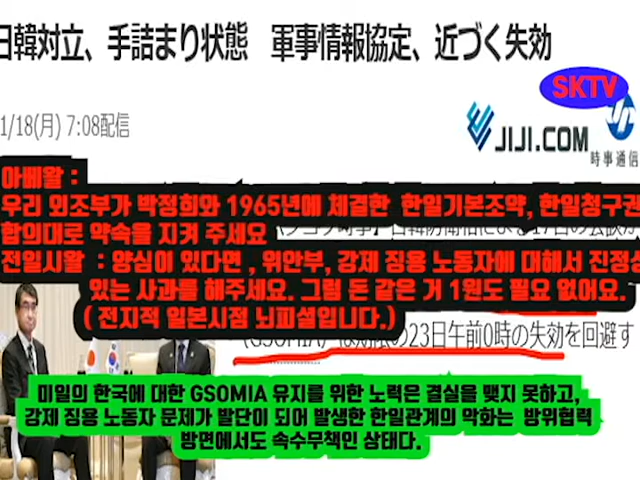 日韓対立、手詰まり状態　軍事情報協定、近づく失効
SKTV
1/18(月) 7:08配信
JIJI.COM
時事通信
아베왈 :
우리 외조부가 박정희와 1965년에 체결한 한일기본조약, 한일청구권
합의대로 약속을 지켜 주세요
전일시왈 : 양심이 있다면 , 위안부, 강제 징용 노동자에 대해서 진정성
있는 사과를 해주세요. 그럼 돈 같은 거 1원도 필요 없어요.
( 전지적 일본시점 뇌피셜입니다.)
23日午前0時の失効を回避す
미일의 한국에 대한 GSOMIA 유지를 위한 노력은 결실을 맺지 못하고,
강제 징용 노동자 문제가 발단이 되어 발생한 한일관계의 악화는 방위협력
방면에서도 속수무책인 상태다.